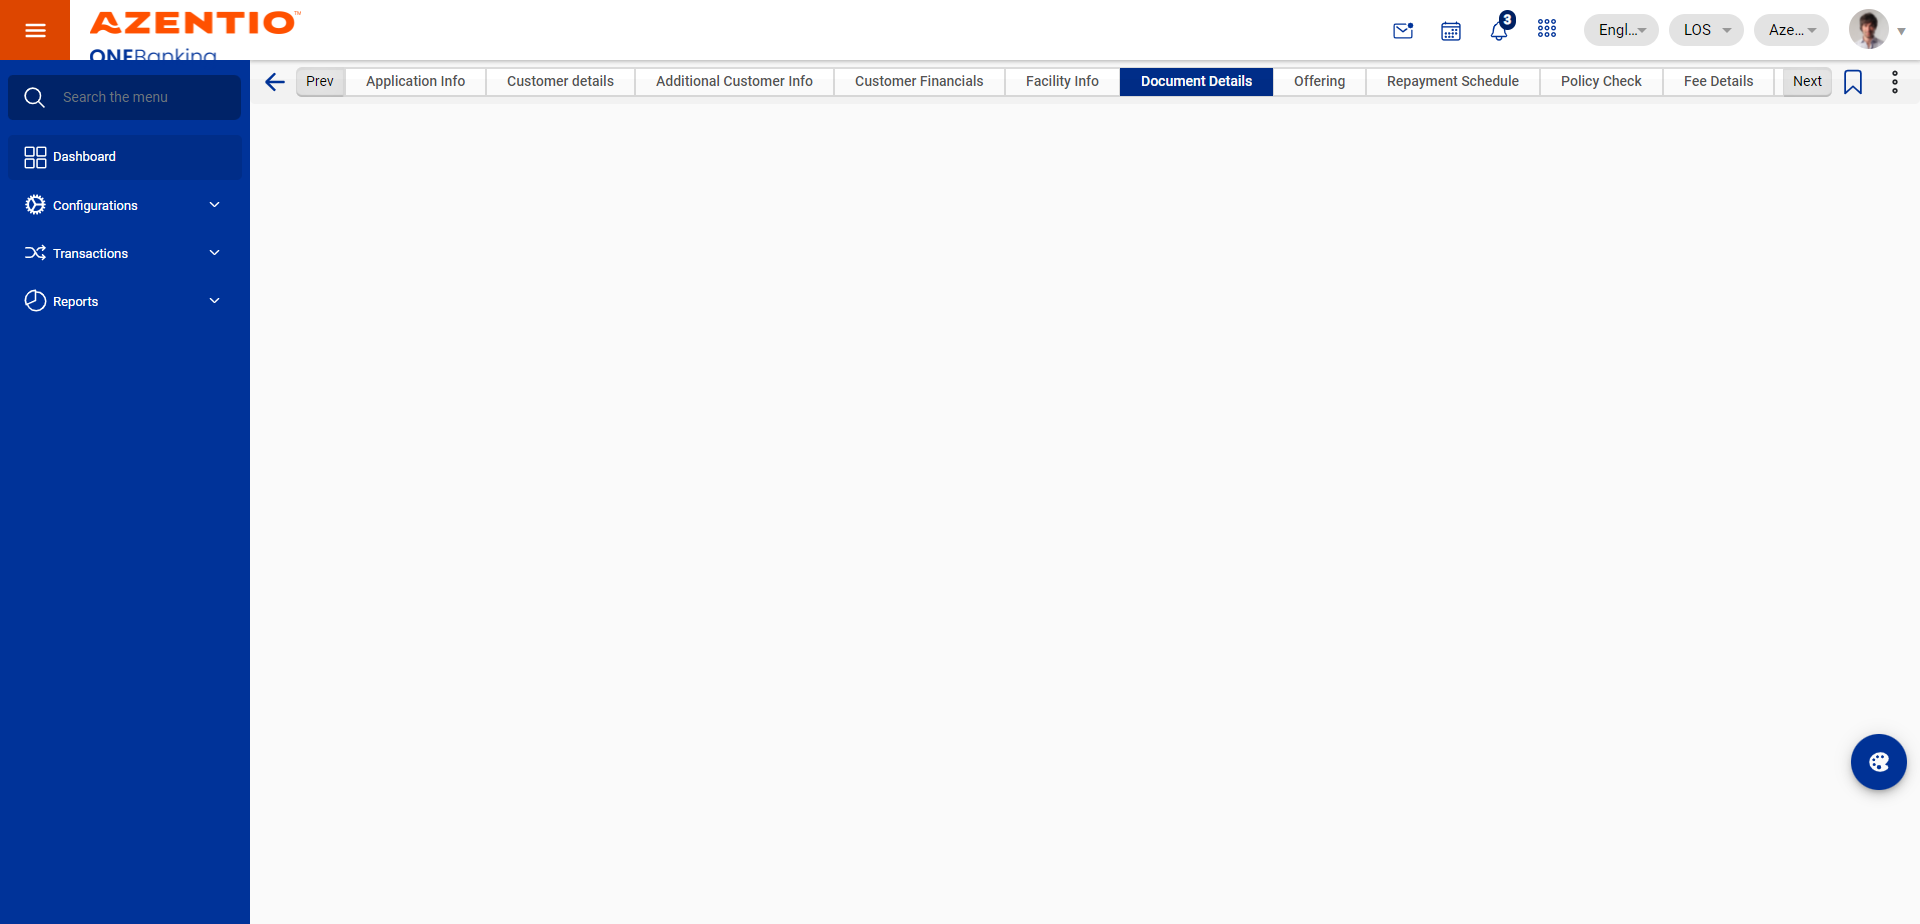 AZENTIO™
ONEBanking
3
Engl...
LOS
Aze...
Search the menu
Dashboard
Configurations
Transactions
Reports
Prev
Application Info
Customer details
Additional Customer Info
Customer Financials
Facility Info
Document Details
Offering
Repayment Schedule
Policy Check
Fee Details
Next